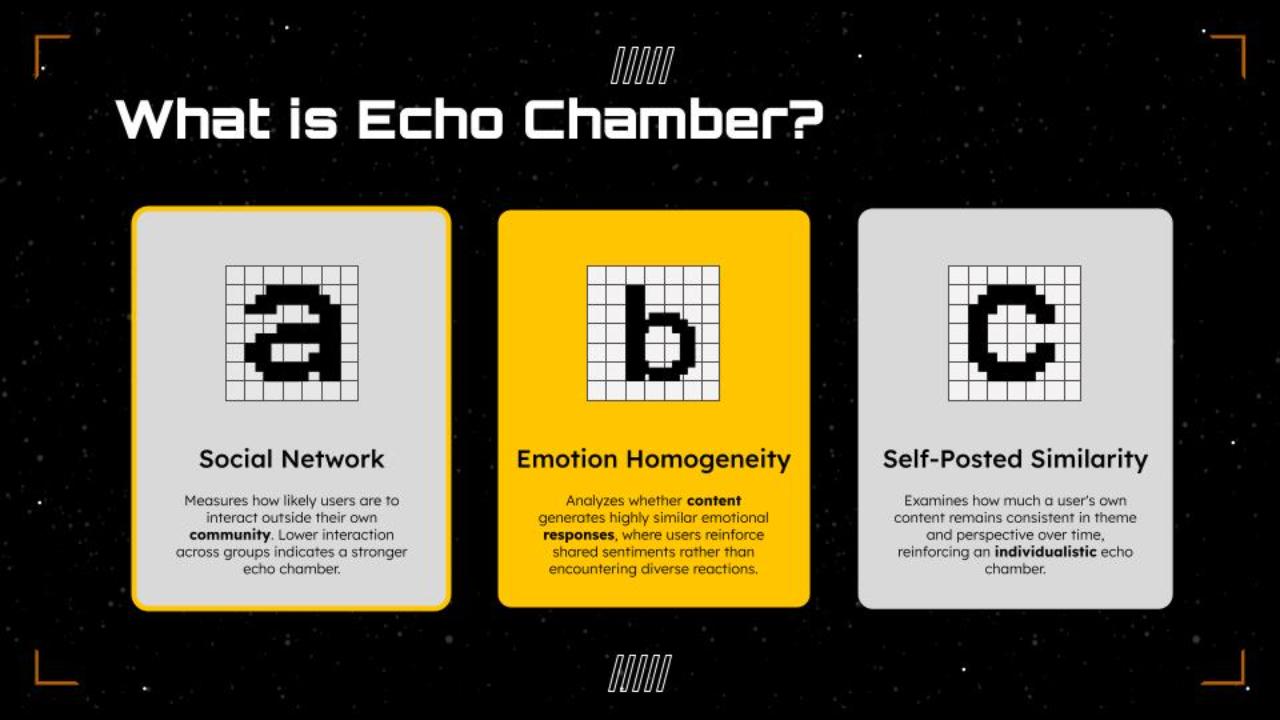 What is Echo Chamber?
a
Social Network
Measures how likely users are to
interact outside their own
community. Lower interaction
across groups indicates a stronger
echo chamber.
b
Emotion Homogeneity
Analyzes whether content
generates highly similar emotional
responses, where users reinforce
shared sentiments rather than
encountering diverse reactions.
c
Self-Posted Similarity
Examines how much a user's own
content remains consistent in theme
and perspective over time,
reinforcing an individualistic echo
chamber.